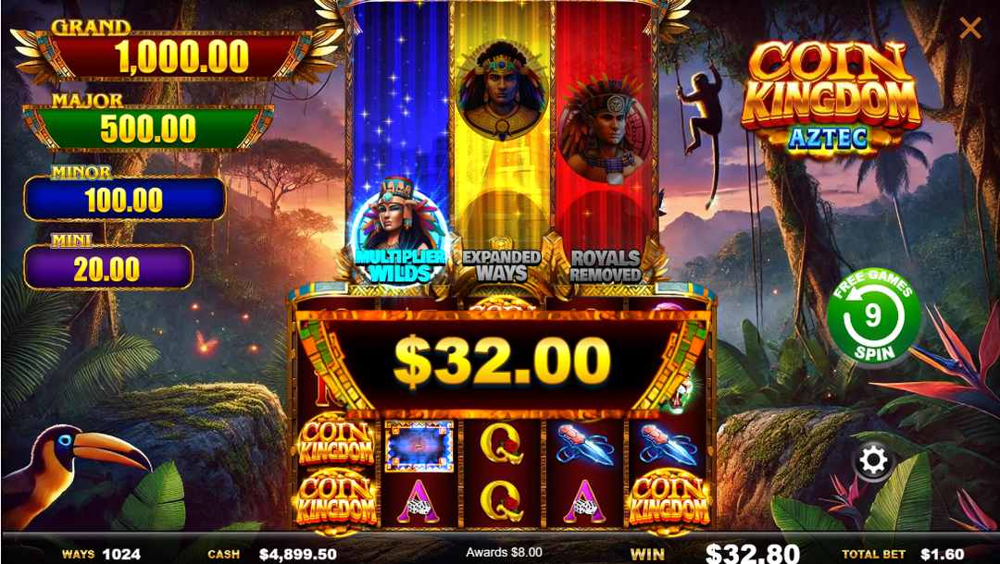 GRAND
1,000.00
MAJOR
500.00
MINOR
100.00
MINI
20.00
COIN
KINGDOM
AZTEC
MULTIPLIER
WILDS
EXPANDED
WAYS
ROYALS
REMOVED
FREE GAMES
9
SPIN
$32.00
COIN
KINGDOM
Q
COIN
KINGDOM
A
Q
A
COIN
KINGDOM
WAYS 1024
CASH $4,899.50
Awards $8.00
WIN $32.80
TOTAL BET $1.60